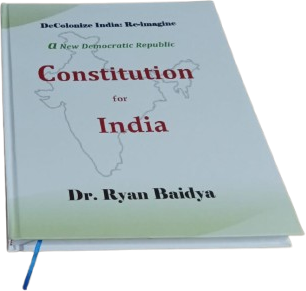 DeColonize India: Re-imagine
a New Democratic Republic
Constitution
for
India
Dr. Ryan Baidya